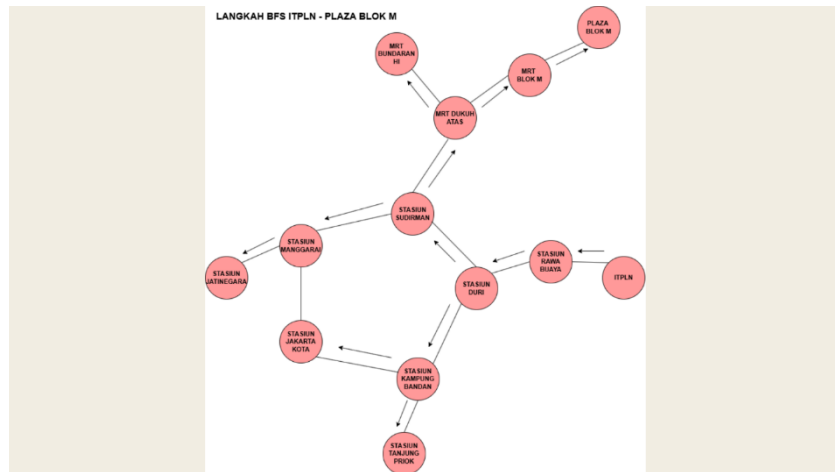 LANGKAH BFS ITPLN - PLAZA BLOK M
PLAZA
BLOK M
MRT
BUNDARAN
HI
MRT
BLOK M
MRT DUKUH
ATAS
STASIUN
SUDIRMAN
STASIUN
MANGGARAI
STASIUN
RAWA
BUAYA
STASIUN
JATINEGARA
ITPLN
STASIUN
DURI
STASIUN
JAKARTA
KOTA
STASIUN
KAMPUNG
BANDAN
STASIUN
TANJUNG
PRIOK